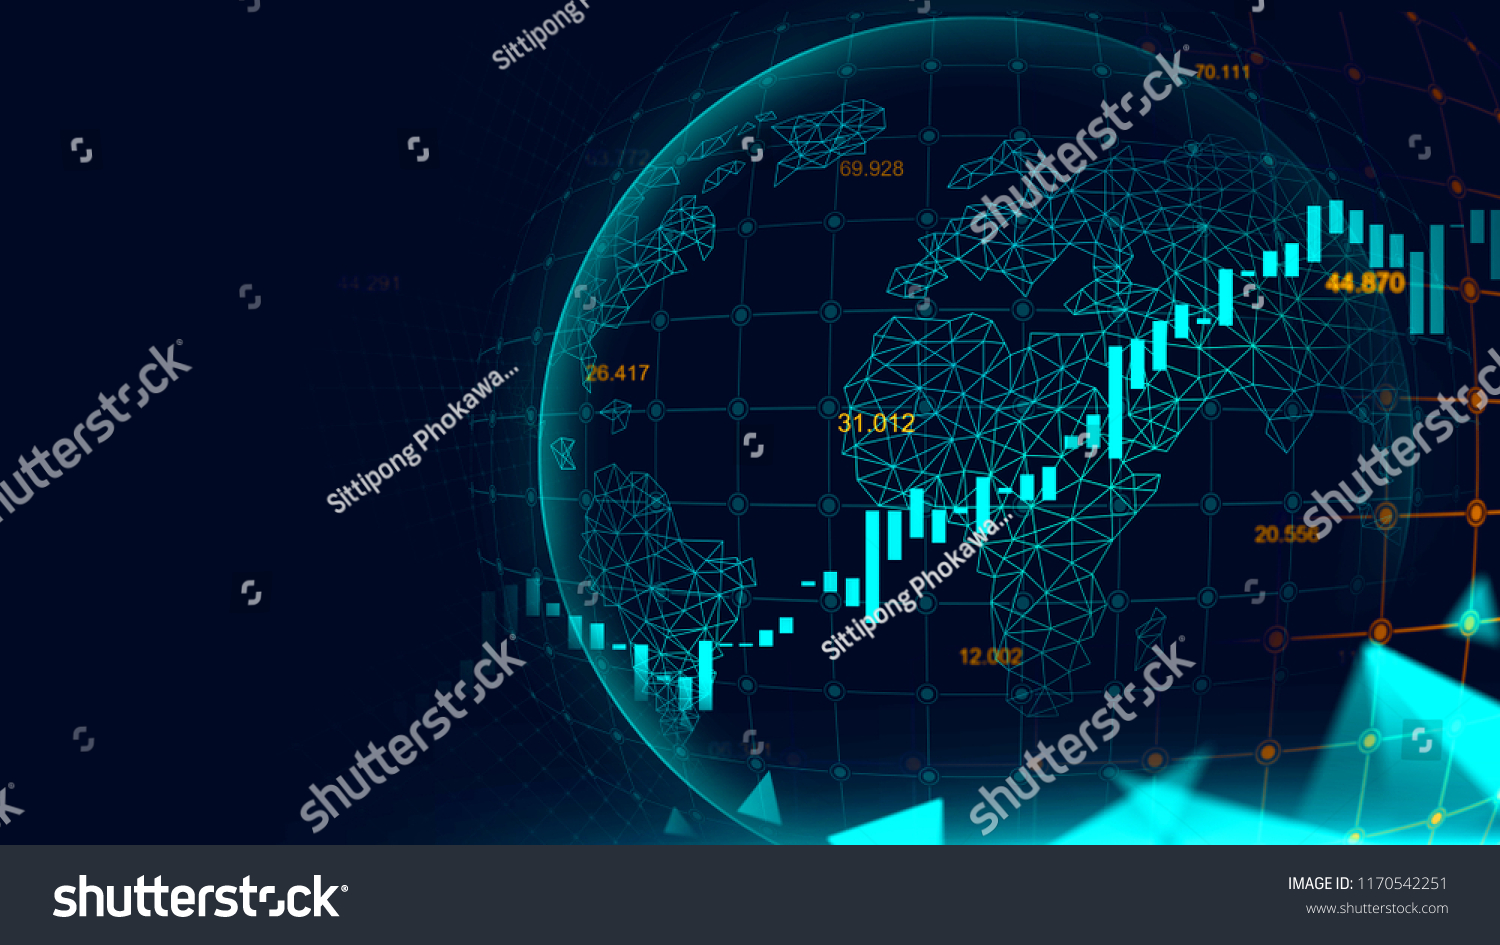 Sittipong
70.111
shutterstock
69.928
44.291
44.870
26.417
shutterstock
Sittipong Phokawa...
31.012
shutterstock
20.556
Sittipong Phokawa...
12.002
shutterstock
shutterstock
shutterstock
IMAGE ID: 1170542251
www.shutterstock.com